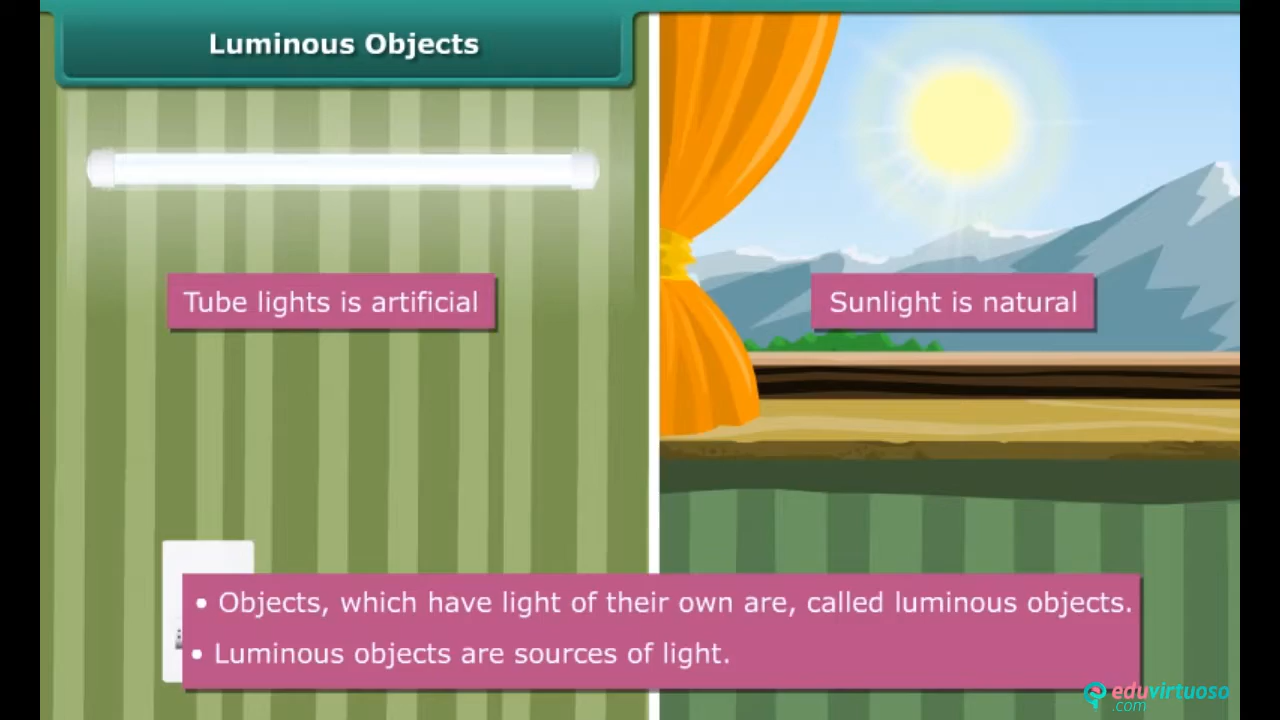 Luminous Objects
Tube lights is artificial
Sunlight is natural
• Objects, which have light of their own are, called luminous objects.
• Luminous objects are sources of light.
eduvirtuoso
.com